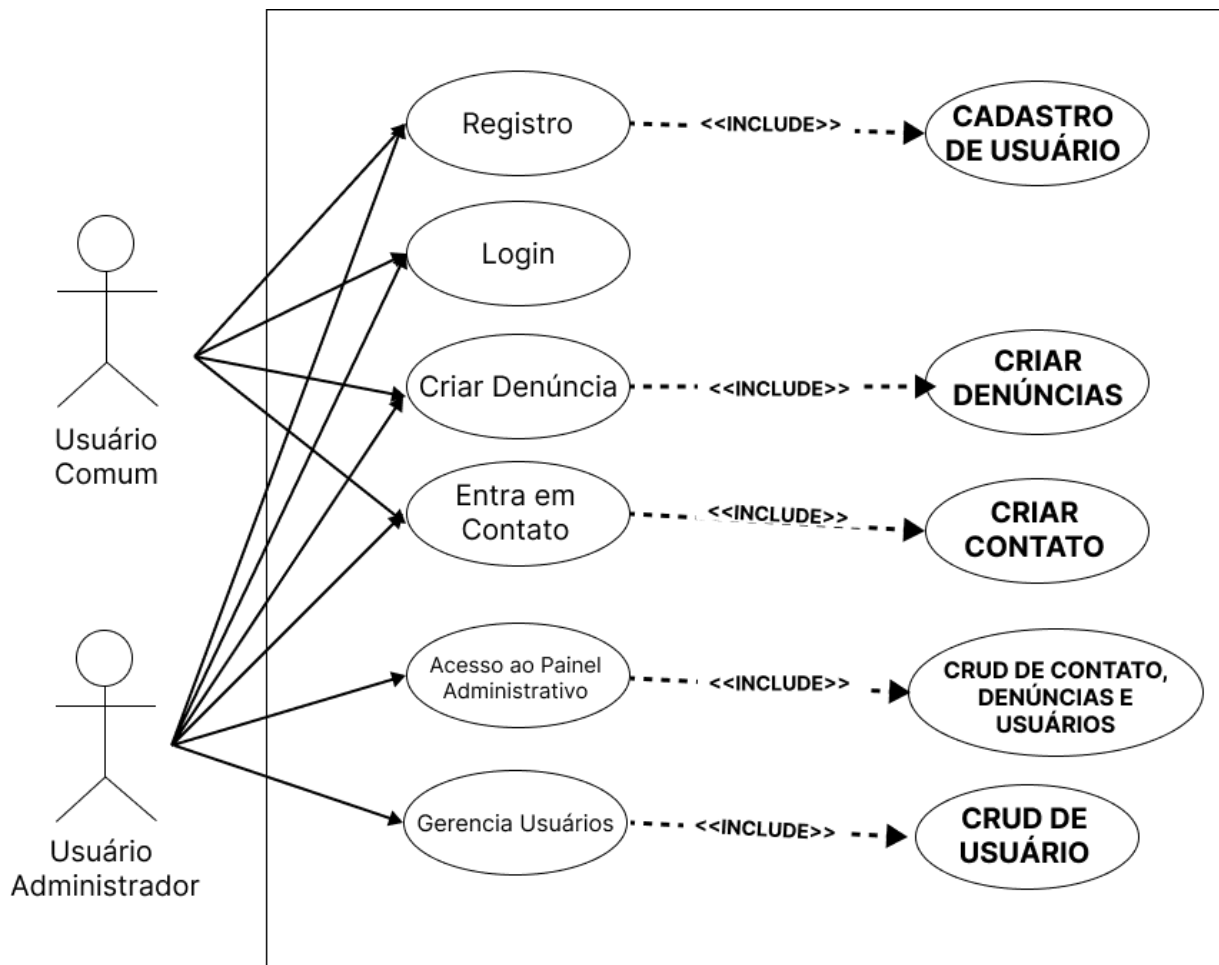 Registro
<<INCLUDE>>
CADASTRO
DE USUÁRIO
Login
Usuário
Comum
Criar Denúncia
<<INCLUDE>>
CRIAR
DENÚNCIAS
Entra em
Contato
<<INCLUDE>>
CRIAR
CONTATO
Acesso ao Painel
Administrativo
<<INCLUDE>>
CRUD DE CONTATO,
DENÚNCIAS E
USUÁRIOS
Gerencia Usuários
<<INCLUDE>>
CRUD DE
USUÁRIO
Usuário
Administrador